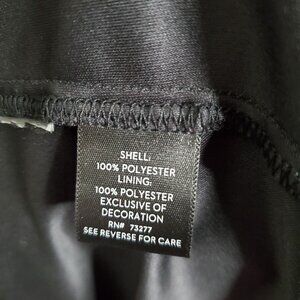 SHELL:
100% POLYESTER
LINING:
100% POLYESTER
EXCLUSIVE OF
DECORATION
RN# 73277
SEE REVERSE FOR CARE